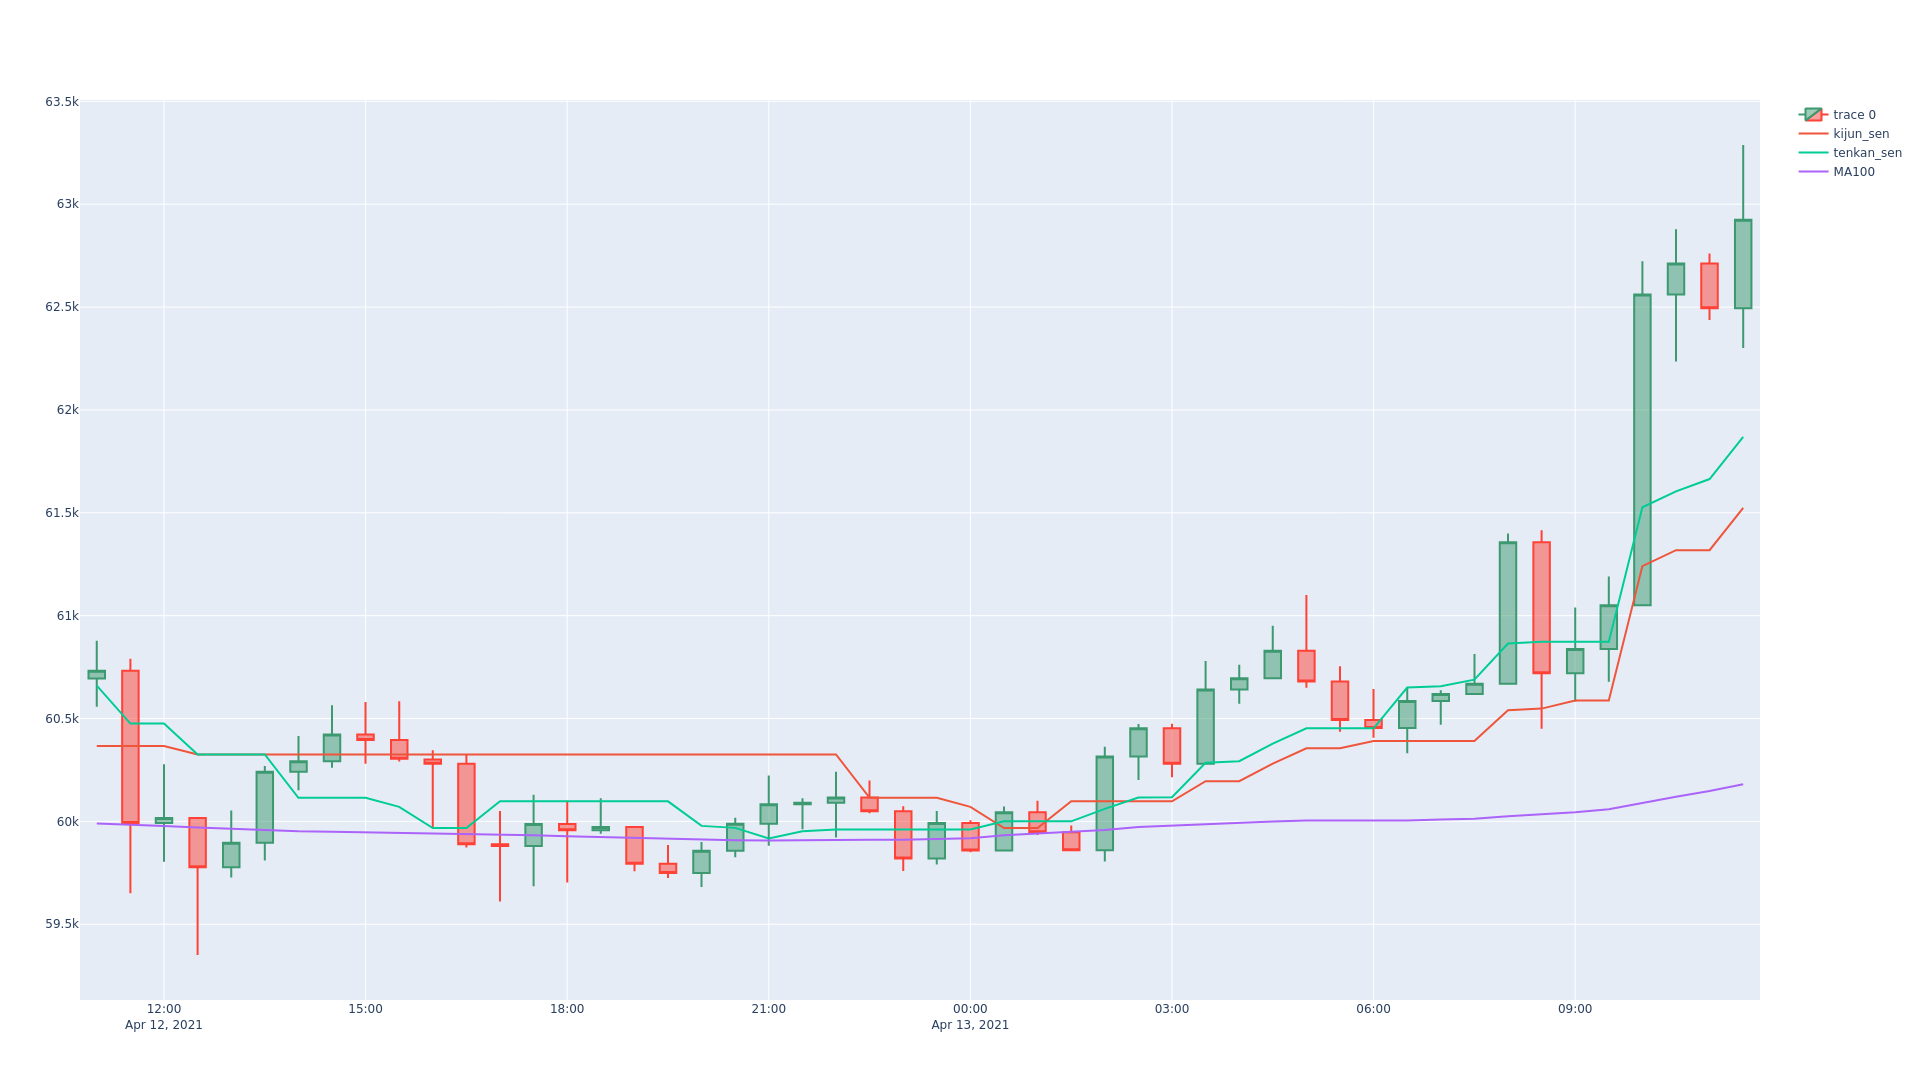 63.5k
63k
62.5k
62k
61.5k
61k
60.5k
60k
59.5k
12:00
Apr 12, 2021
15:00
18:00
21:00
00:00
Apr 13, 2021
03:00
06:00
09:00
trace 0
kijun_sen
tenkan_sen
MA100